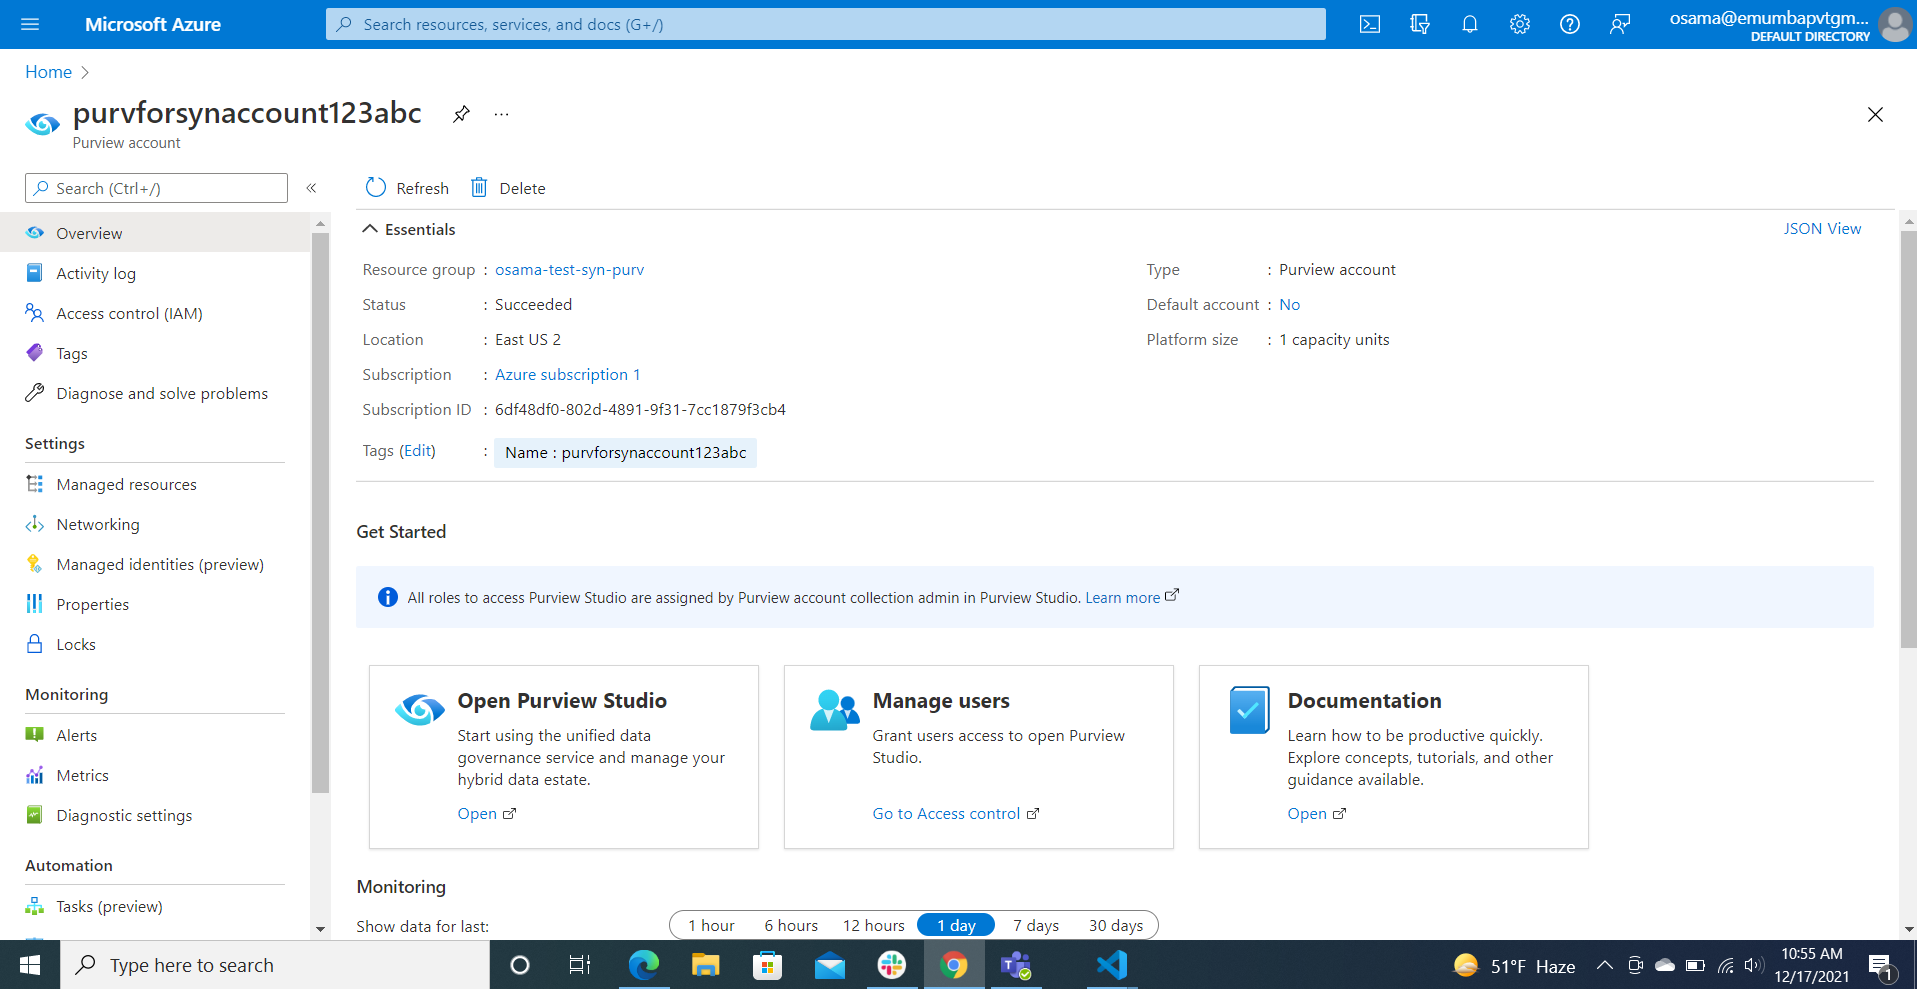 Microsoft Azure
Search resources, services, and docs (G+/)
osama@emumbapvtgm...
DEFAULT DIRECTORY
Home
purvforsynaccount123abc
...
Purview account
Search (Ctrl+/)
«
Refresh
Delete
Overview
Activity log
Access control (IAM)
Tags
Diagnose and solve problems
Settings
Managed resources
Networking
Managed identities (preview)
Properties
Locks
Monitoring
Alerts
Metrics
Diagnostic settings
Automation
Tasks (preview)
Essentials
JSON View
Resource group : osama-test-syn-purv
Status : Succeeded
Location : East US 2
Subscription : Azure subscription 1
Subscription ID : 6df48df0-802d-4891-9f31-7cc1879f3cb4
Tags (Edit) : Name : purvforsynaccount123abc
Type : Purview account
Default account : No
Platform size : 1 capacity units
Get Started
All roles to access Purview Studio are assigned by Purview account collection admin in Purview Studio. Learn more
Open Purview Studio
Start using the unified data
governance service and manage your
hybrid data estate.
Open
Manage users
Grant users access to open Purview
Studio.
Go to Access control
Documentation
Learn how to be productive quickly.
Explore concepts, tutorials, and other
guidance available.
Open
Monitoring
Show data for last:
1 hour
6 hours
12 hours
1 day
7 days
30 days
Type here to search
51°F Haze
10:55 AM
12/17/2021
1